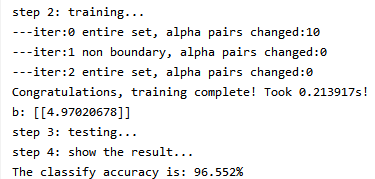 step 2: training...
---iter:0 entire set, alpha pairs changed:10
---iter:1 non boundary, alpha pairs changed:0
---iter:2 entire set, alpha pairs changed:0
Congratulations, training complete! Took 0.213917s!
b: [[4.97020678]]
step 3: testing...
step 4: show the result...
The classify accuracy is: 96.552%